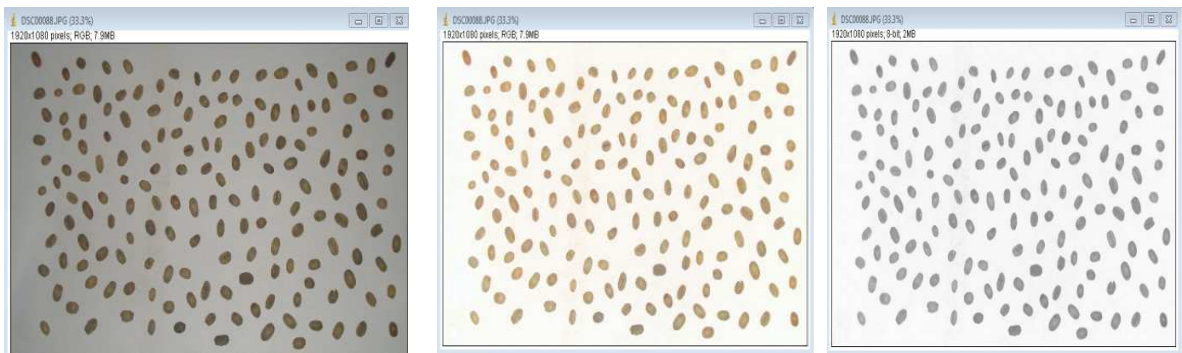 DSC00088.JPG (33.3%)
1920x1080 pixels; RGB; 7.9MB
DSC00088.JPG (33.3%)
1920x1080 pixels; RGB; 7.9MB
DSC00088.JPG (33.3%)
1920x1080 pixels; 8-bit; 2MB